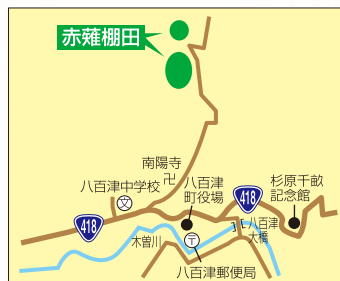 赤薙棚田
南陽寺
卍
八百津中学校
文
八百津
町役場
418
杉原千畝
記念館
418
木曽川
〒
八百津
大橋
八百津郵便局